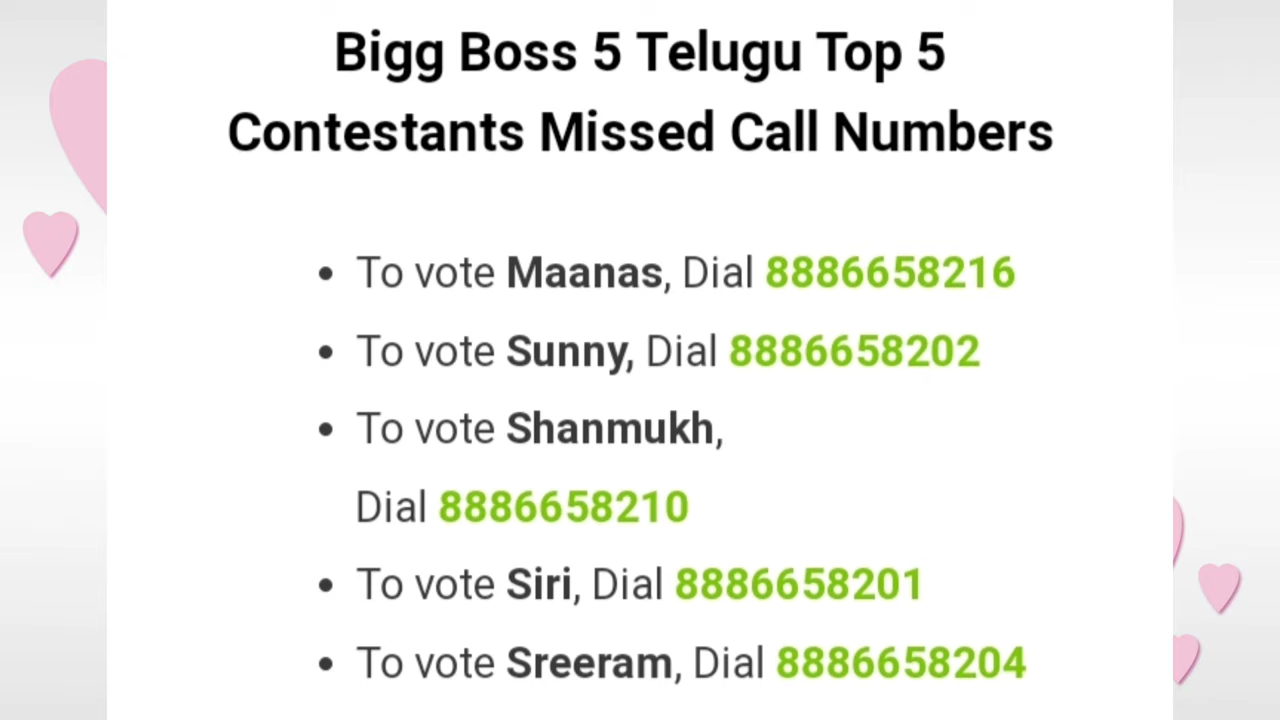 Bigg Boss 5 Telugu Top 5
Contestants Missed Call Numbers
• To vote Maanas, Dial 8886658216
• To vote Sunny, Dial 8886658202
• To vote Shanmukh,
Dial 8886658210
• To vote Siri, Dial 8886658201
• To vote Sreeram, Dial 8886658204